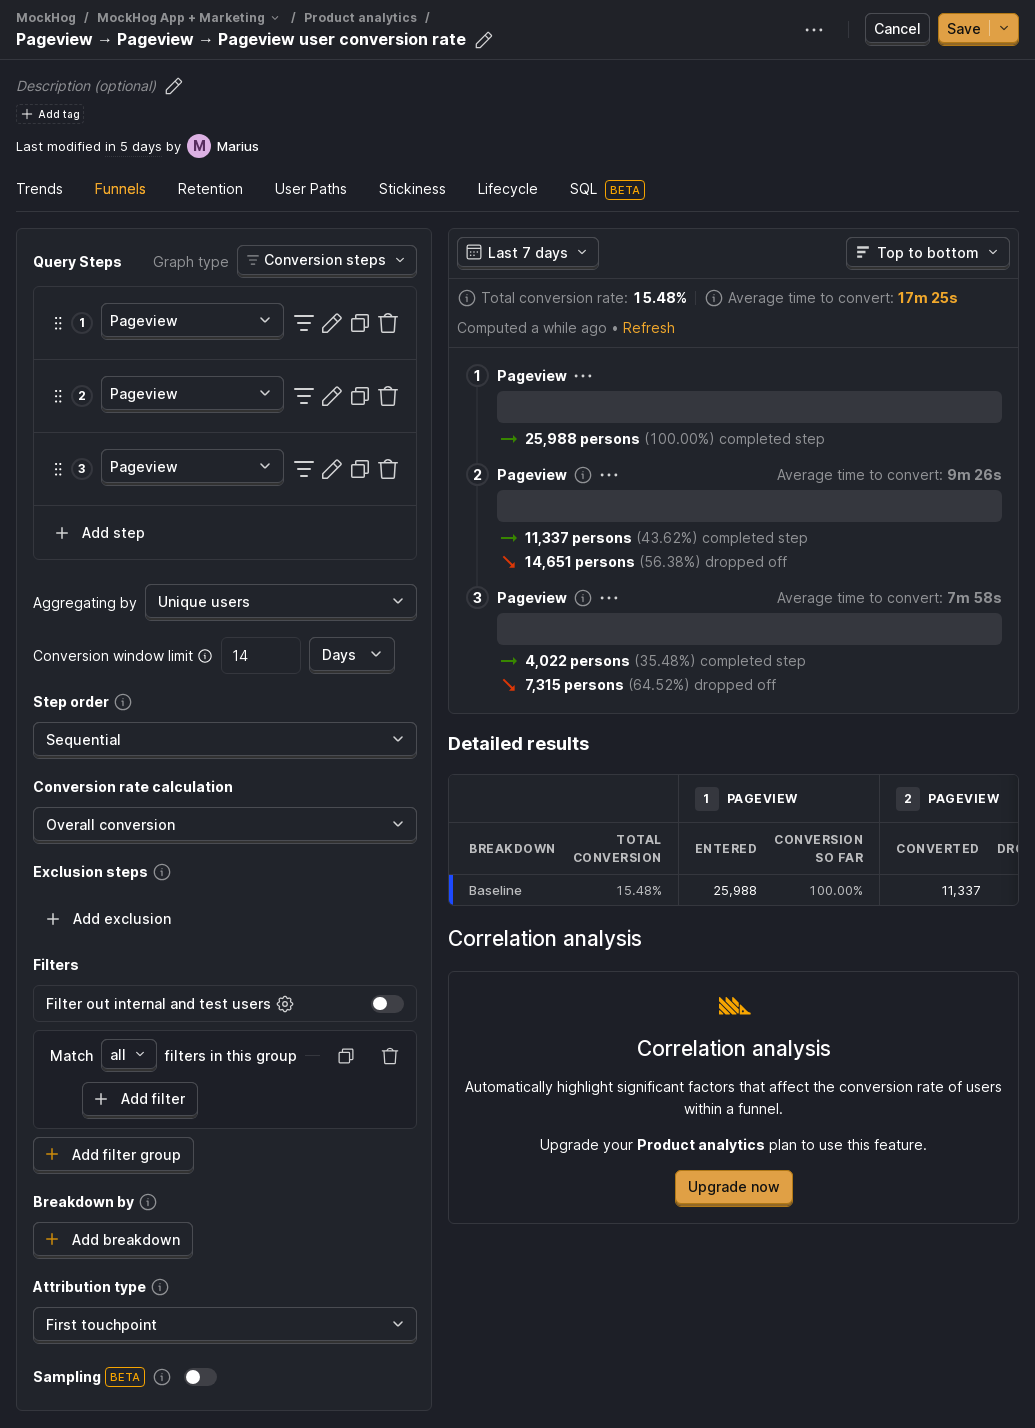 MockHog / MockHog App + Marketing / Product analytics /
Pageview → Pageview → Pageview user conversion rate
Cancel
Save
Description (optional)
Add tag
Last modified in 5 days by M Marius
Trends Funnels Retention User Paths Stickiness Lifecycle SQL BETA
Query Steps Graph type Conversion steps
1 Pageview
2 Pageview
3 Pageview
Add step
Aggregating by Unique users
Conversion window limit 14 Days
Step order
Sequential
Conversion rate calculation
Overall conversion
Exclusion steps
Add exclusion
Filters
Filter out internal and test users
Match all filters in this group
Add filter
Add filter group
Breakdown by
Add breakdown
Attribution type
First touchpoint
Sampling BETA
Last 7 days Top to bottom
Total conversion rate: 15.48% Average time to convert: 17m 25s
Computed a while ago • Refresh
1 Pageview
25,988 persons (100.00%) completed step
2 Pageview Average time to convert: 9m 26s
11,337 persons (43.62%) completed step
14,651 persons (56.38%) dropped off
3 Pageview Average time to convert: 7m 58s
4,022 persons (35.48%) completed step
7,315 persons (64.52%) dropped off
Detailed results
1 PAGEVIEW 2 PAGEVIEW
BREAKDOWN TOTAL CONVERSION ENTERED CONVERSION SO FAR CONVERTED
Baseline 15.48% 25,988 100.00% 11,337
Correlation analysis
Correlation analysis
Automatically highlight significant factors that affect the conversion rate of users
within a funnel.
Upgrade your Product analytics plan to use this feature.
Upgrade now